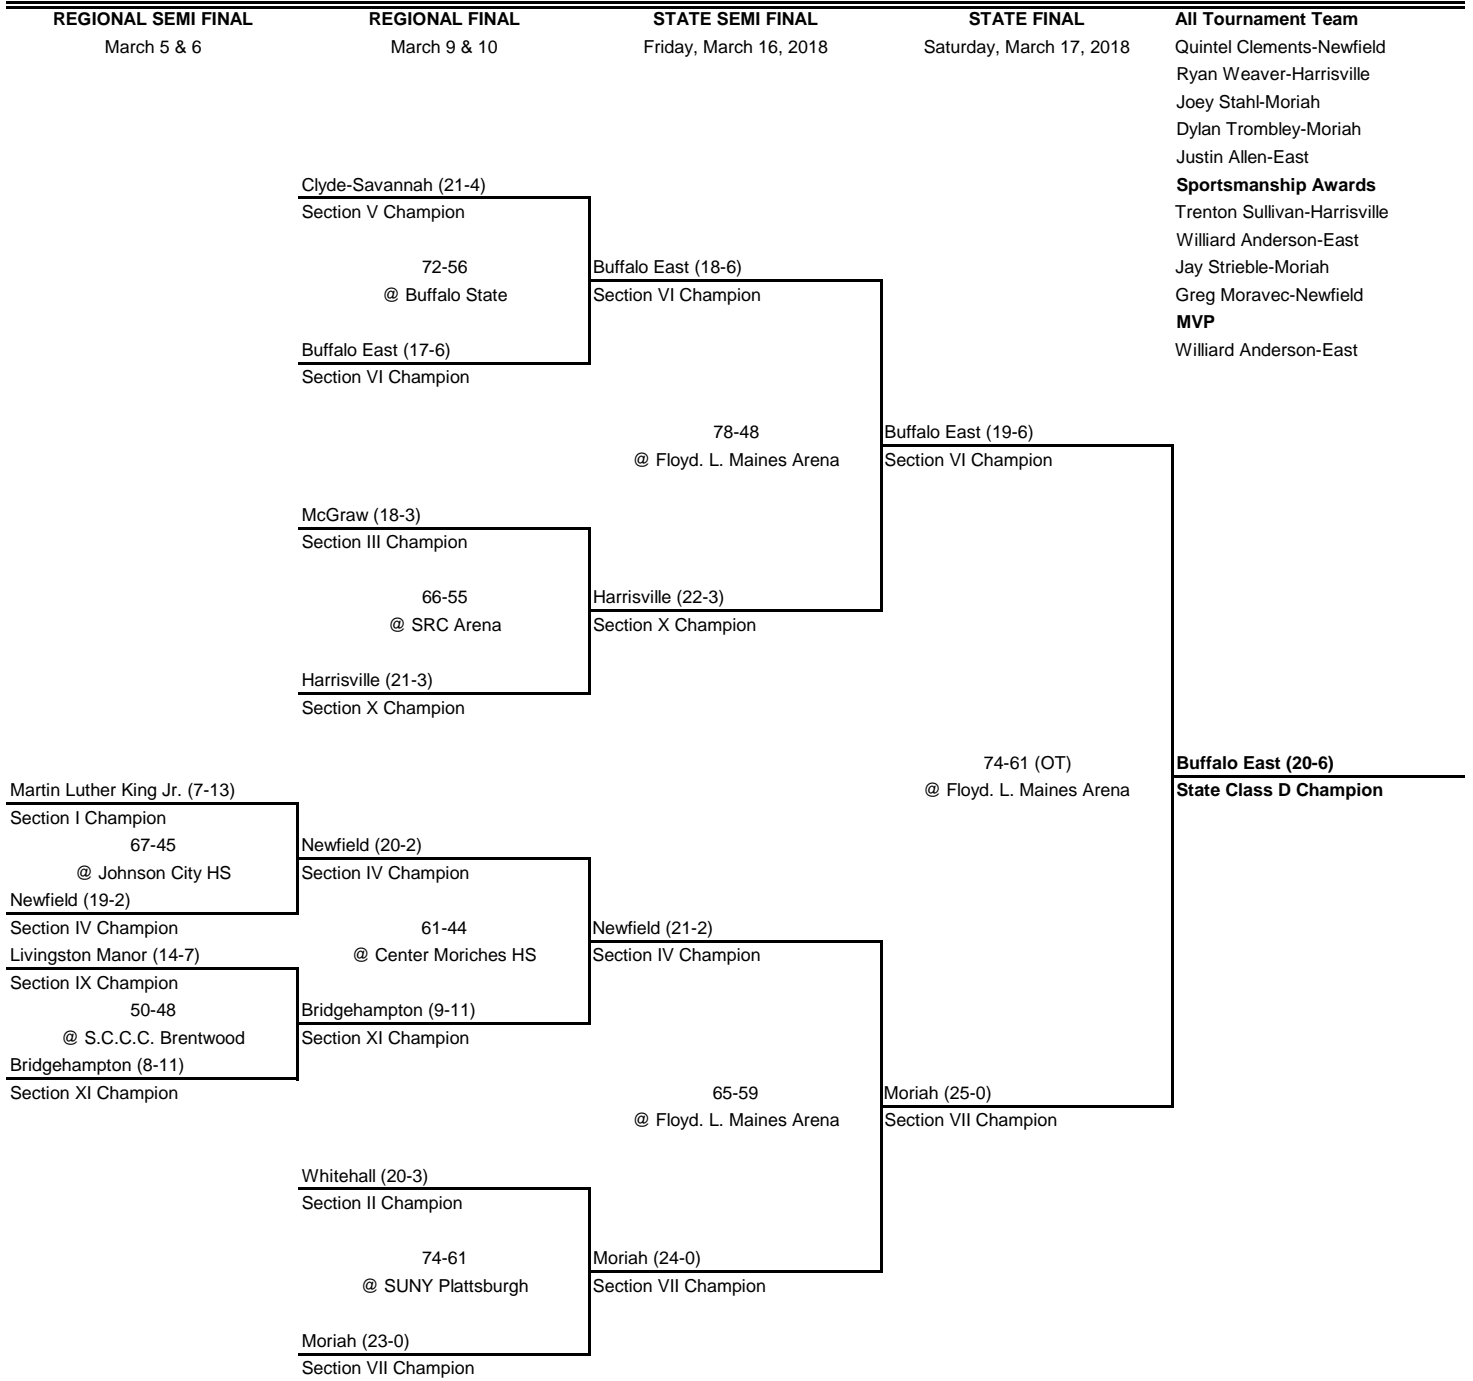 REGIONAL SEMI FINAL REGIONAL FINAL STATE SEMI FINAL STATE FINAL All Tournament Team
March 5 & 6 March 9 & 10 Friday, March 16, 2018 Saturday, March 17, 2018 Quintel Clements-Newfield
Ryan Weaver-Harrisville
Joey Stahl-Moriah
Dylan Trombley-Moriah
Justin Allen-East
Clyde-Savannah (21-4) Sportsmanship Awards
Section V Champion Trenton Sullivan-Harrisville
Williard Anderson-East
72-56 Buffalo East (18-6) Jay Strieble-Moriah
@ Buffalo State Section VI Champion Greg Moravec-Newfield
MVP
Buffalo East (17-6) Williard Anderson-East
Section VI Champion
78-48 Buffalo East (19-6)
@ Floyd. L. Maines Arena Section VI Champion
McGraw (18-3)
Section III Champion
66-55 Harrisville (22-3)
@ SRC Arena Section X Champion
Harrisville (21-3)
Section X Champion
74-61 (OT) Buffalo East (20-6)
Martin Luther King Jr. (7-13) @ Floyd. L. Maines Arena State Class D Champion
Section I Champion
67-45 Newfield (20-2)
@ Johnson City HS Section IV Champion
Newfield (19-2)
Section IV Champion 61-44 Newfield (21-2)
Livingston Manor (14-7) @ Center Moriches HS Section IV Champion
Section IX Champion
50-48 Bridgehampton (9-11)
@ S.C.C.C. Brentwood Section XI Champion
Bridgehampton (8-11)
Section XI Champion 65-59 Moriah (25-0)
@ Floyd. L. Maines Arena Section VII Champion
Whitehall (20-3)
Section II Champion
74-61 Moriah (24-0)
@ SUNY Plattsburgh Section VII Champion
Moriah (23-0)
Section VII Champion